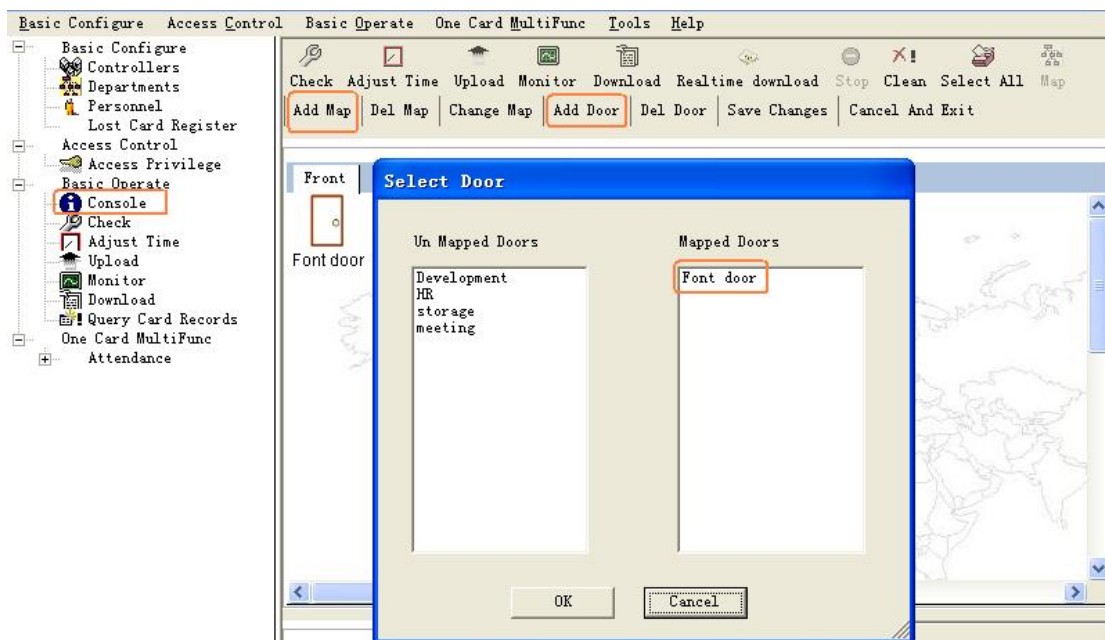 Basic Configure Access Control Basic Operate One Card MultiFunc Tools Help
Basic Configure
Controllers
Departments
Personnel
Lost Card Register
Access Control
Access Privilege
Basic Operate
Console
Check
Adjust Time
Upload
Monitor
Download
Query Card Records
One Card MultiFunc
Attendance
Check Adjust Time Upload Monitor Download Realtime download Stop Clean Select All Map
Add Map Del Map Change Map Add Door Del Door Save Changes Cancel And Exit
Front
Font door
Select Door
Un Mapped Doors
Development
HR
storage
meeting
Mapped Doors
Font door
OK Cancel